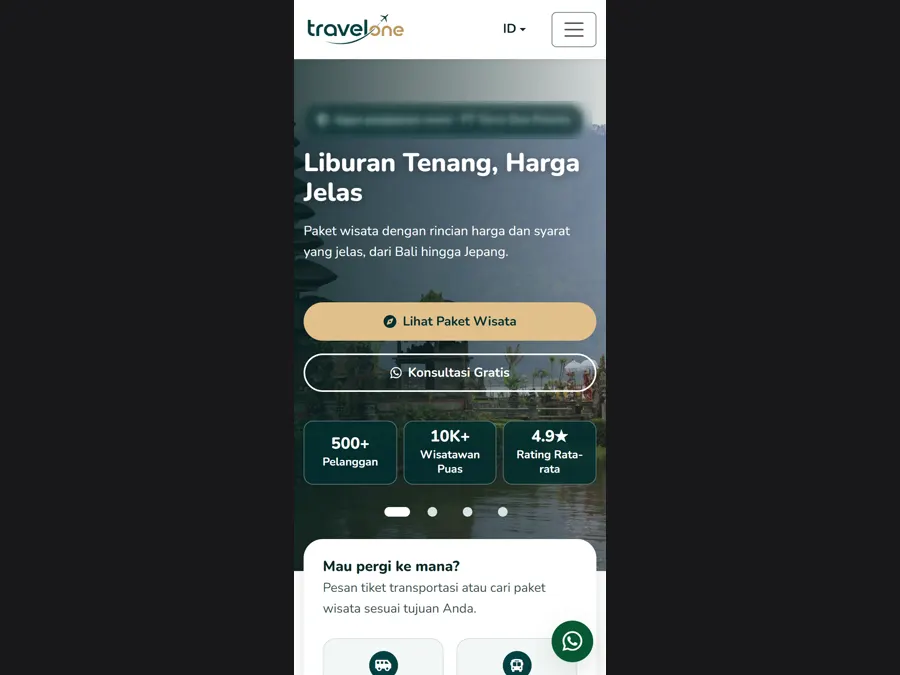 travelone
ID
Liburan Tenang, Harga
Jelas
Paket wisata dengan rincian harga dan syarat
yang jelas, dari Bali hingga Jepang.
Lihat Paket Wisata
Konsultasi Gratis
500+
Pelanggan
10K+
Wisatawan
Puas
4.9★
Rating Rata-
rata
Mau pergi ke mana?
Pesan tiket transportasi atau cari paket
wisata sesuai tujuan Anda.